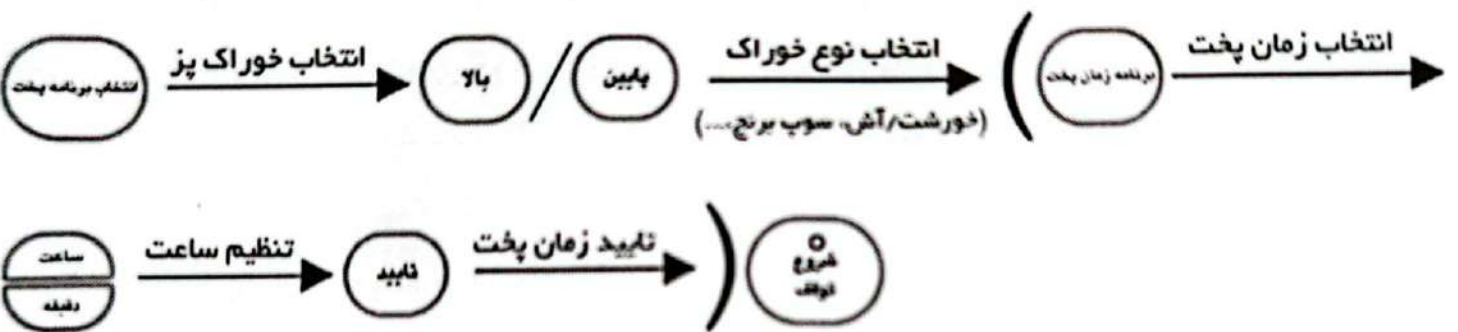 انتخاب برنامه پخت
انتخاب خوراک پز
بالا / پایین
انتخاب نوع خوراک
(خورشت/آش، سوپ برنج،...)
( برنامه زمان پخت
انتخاب زمان پخت
ساعت
دقیقه
تنظیم ساعت
تایید
تایید زمان پخت
)
شروع
توقف